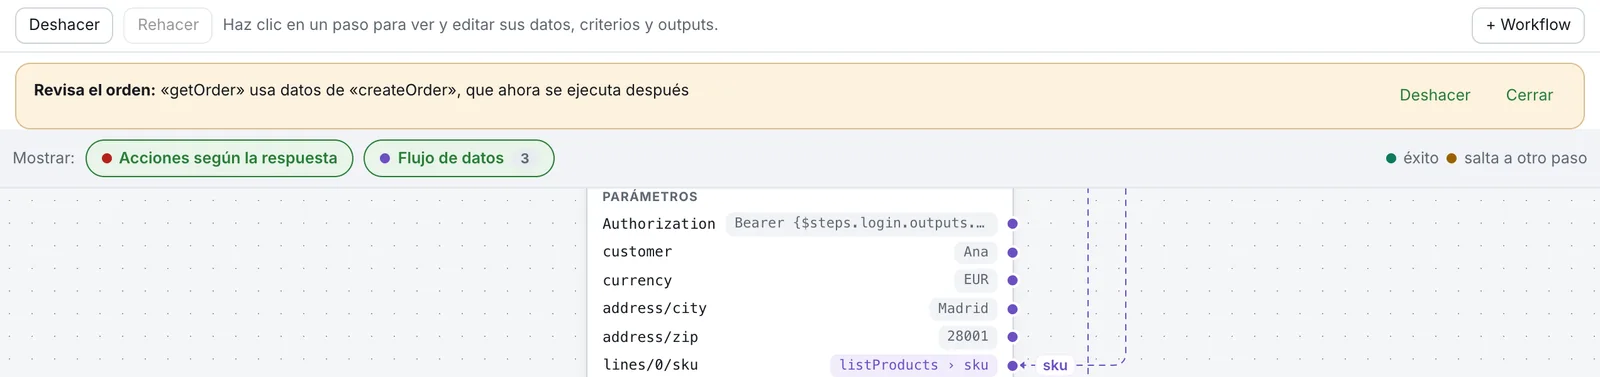 Deshacer Rehacer Haz clic en un paso para ver y editar sus datos, criterios y outputs. + Workflow
Revisa el orden: «getOrder» usa datos de «createOrder», que ahora se ejecuta después Deshacer Cerrar
Mostrar: Acciones según la respuesta Flujo de datos 3 éxito salta a otro paso
PARÁMETROS
Authorization Bearer {$steps.login.outputs.…
customer Ana
currency EUR
address/city Madrid
address/zip 28001
lines/0/sku listProducts › sku sku